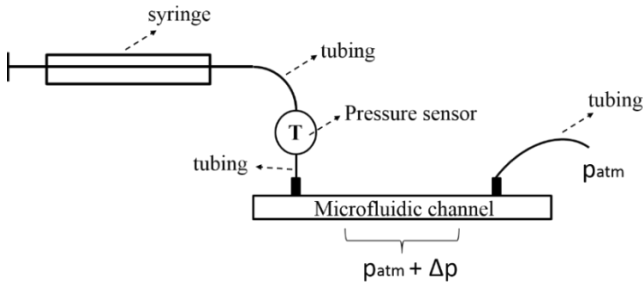 syringe
tubing
Pressure sensor
T
tubing
tubing
patm
Microfluidic channel
patm + Δp